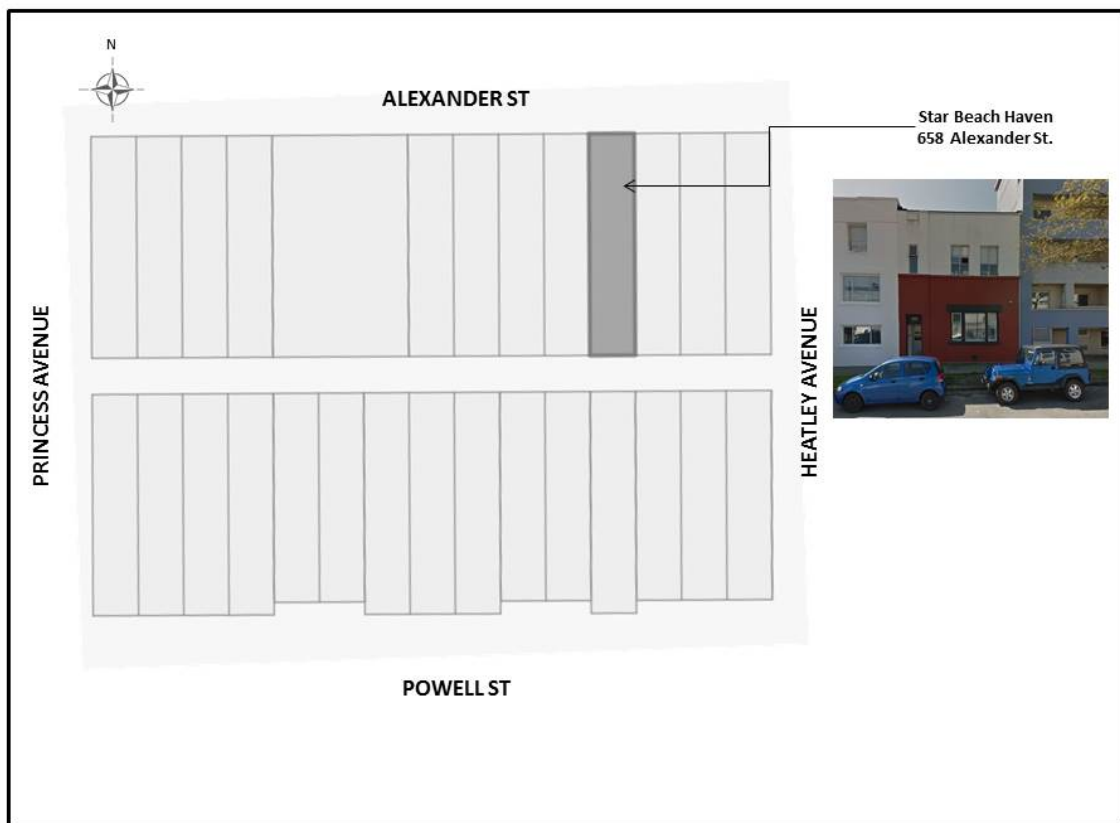 N
ALEXANDER ST
Star Beach Haven
658 Alexander St.
PRINCESS AVENUE
HEATLEY AVENUE
POWELL ST